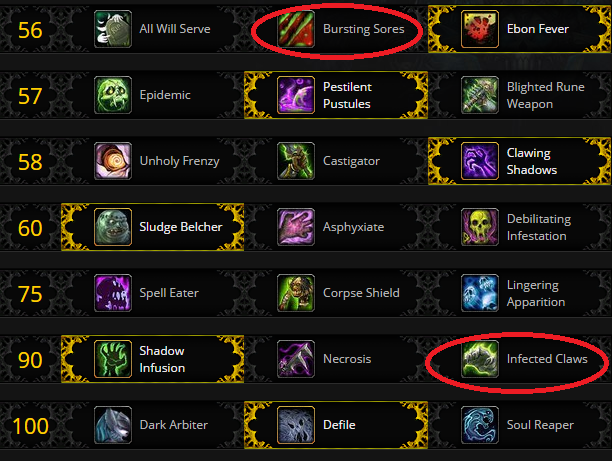 56 All Will Serve Bursting Sores Ebon Fever
57 Epidemic Pestilent Pustules Blighted Rune Weapon
58 Unholy Frenzy Castigator Clawing Shadows
60 Sludge Belcher Asphyxiate Debilitating Infestation
75 Spell Eater Corpse Shield Lingering Apparition
90 Shadow Infusion Necrosis Infected Claws
100 Dark Arbiter Defile Soul Reaper